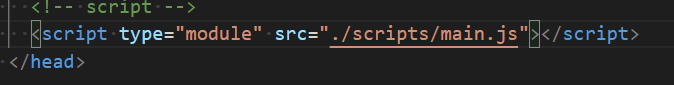 <!-- script -->
<script type="module" src="./scripts/main.js"></script>
</head>